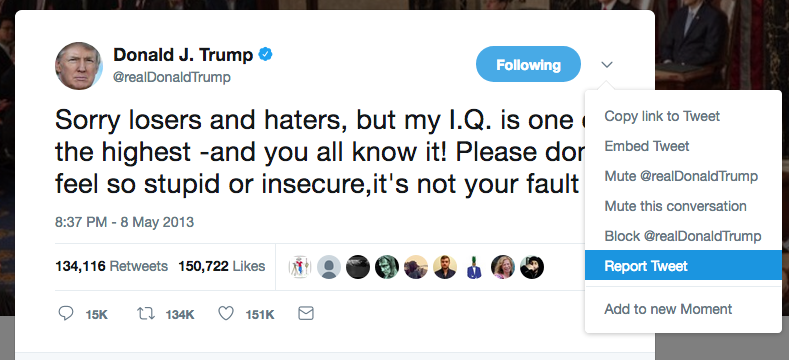 Donald J. Trump
@realDonaldTrump
Following
Sorry losers and haters, but my I.Q. is one
the highest -and you all know it! Please
feel so stupid or insecure,it's not your fault
8:37 PM - 8 May 2013
134,116 Retweets 150,722 Likes
15K 134K 151K
Copy link to Tweet
Embed Tweet
Mute @realDonaldTrump
Mute this conversation
Block @realDonaldTrump
Report Tweet
Add to new Moment